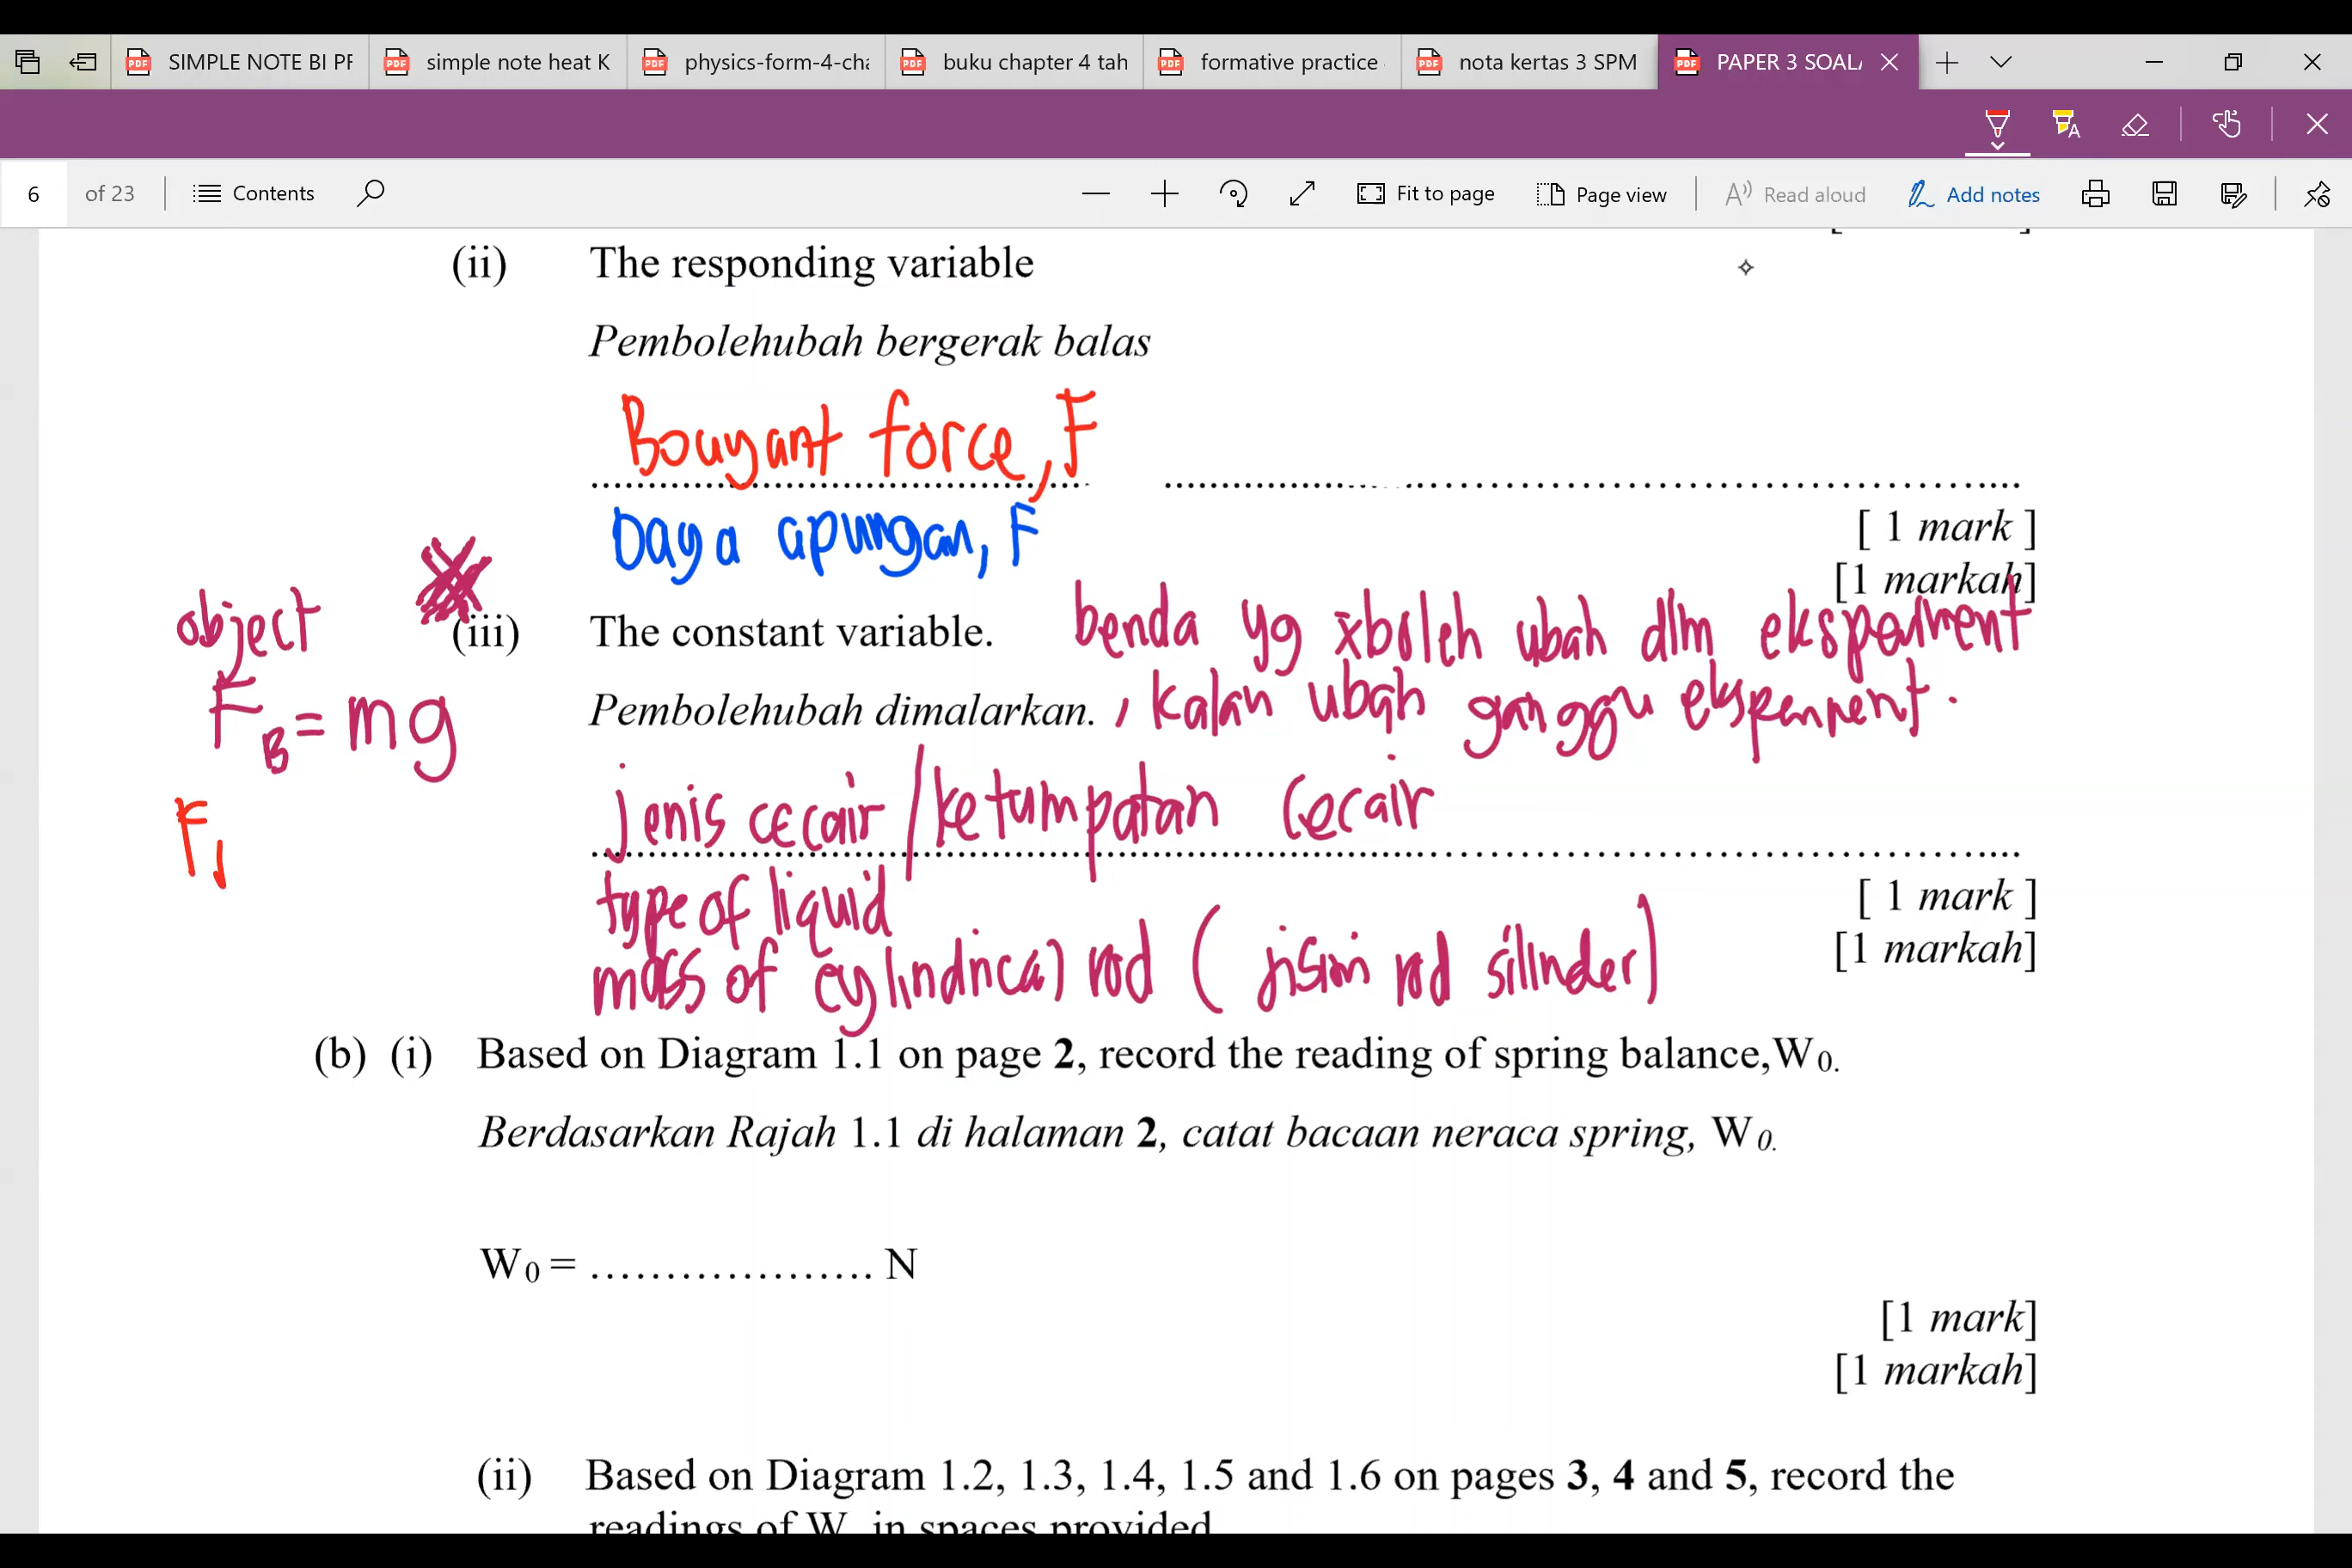 SIMPLE NOTE BI PF
simple note heat K
physics-form-4-cha
buku chapter 4 tah
formative practice
nota kertas 3 SPM
PAPER 3 SOALA
6 of 23 Contents Fit to page Page view Read aloud Add notes
(ii) The responding variable
Pembolehubah bergerak balas
Bouyant force, F
Daya apungan, F
[ 1 mark ]
[1 markah]
object
(iii) The constant variable. benda yg xboleh ubah dlm eksperiment
F_B = mg
Pembolehubah dimalarkan. , kalau ubah ganggu eksperiment.
jenis cecair / ketumpatan cecair
F
type of liquid
[ 1 mark ]
mass of cylindrical rod ( jisim rod silinder)
[1 markah]
(b) (i) Based on Diagram 1.1 on page 2, record the reading of spring balance,W0.
Berdasarkan Rajah 1.1 di halaman 2, catat bacaan neraca spring, W0.
W0 = ................... N
[1 mark]
[1 markah]
(ii) Based on Diagram 1.2, 1.3, 1.4, 1.5 and 1.6 on pages 3, 4 and 5, record the
readings of W in spaces provided